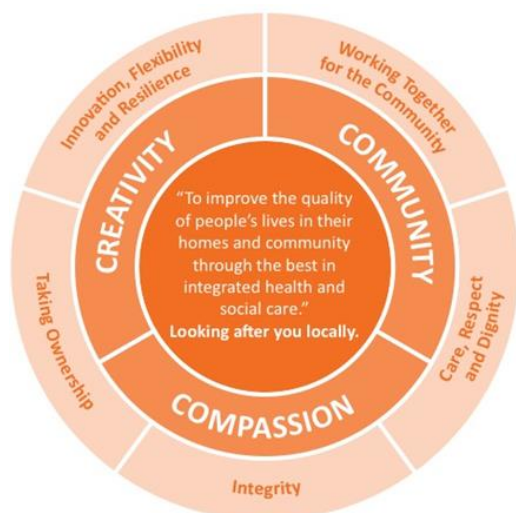 Innovation, Flexibility
and Resilience
Working Together
for the Community
CREATIVITY
COMMUNITY
“To improve the quality
of people’s lives in their
homes and community
through the best in
integrated health and
social care.”
Looking after you locally.
Taking Ownership
Care, Respect
and Dignity
COMPASSION
Integrity